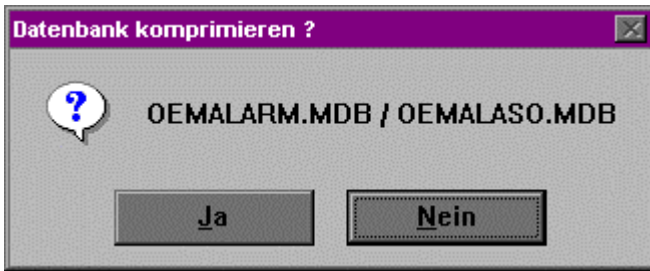 Datenbank komprimieren ?
?
OEMALARM.MDB / OEMALASO.MDB
Ja
Nein